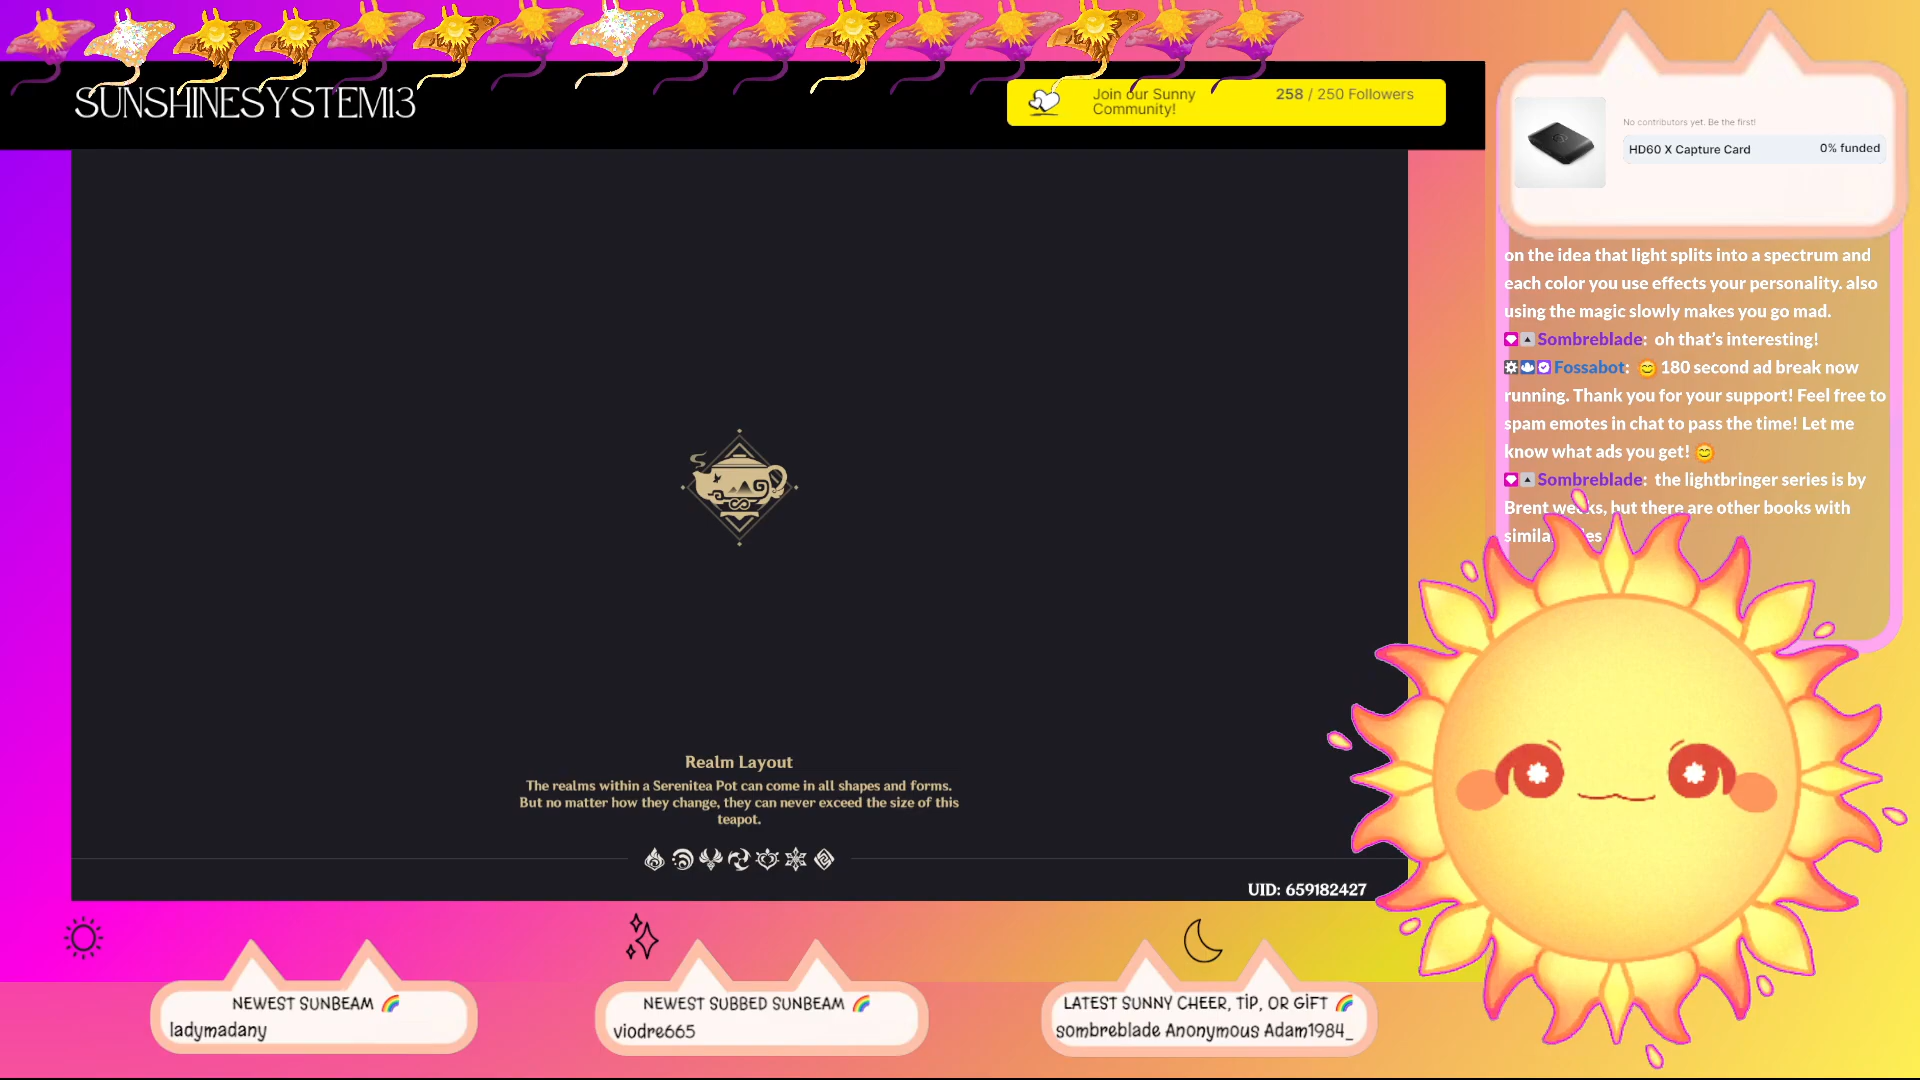 SUNSHINESYSTEM13
Join our Sunny
Community!
258 / 250 Followers
No contributors yet. Be the first!
HD60 X Capture Card
0% funded
on the idea that light splits into a spectrum and
each color you use effects your personality. also
using the magic slowly makes you go mad.
Sombreblade: oh that's interesting!
Fossabot: 😊 180 second ad break now
running. Thank you for your support! Feel free to
spam emotes in chat to pass the time! Let me
know what ads you get! 😊
Sombreblade: the lightbringer series is by
Brent weeks, but there are other books with
Realm Layout
The realms within a Serenitea Pot can come in all shapes and forms.
But no matter how they change, they can never exceed the size of this
teapot.
UID: 659182427
NEWEST SUNBEAM 🌈
ladymadany
NEWEST SUBBED SUNBEAM 🌈
viodre665
LATEST SUNNY CHEER, TIP, OR GIFT 🌈
sombreblade Anonymous Adam1984_